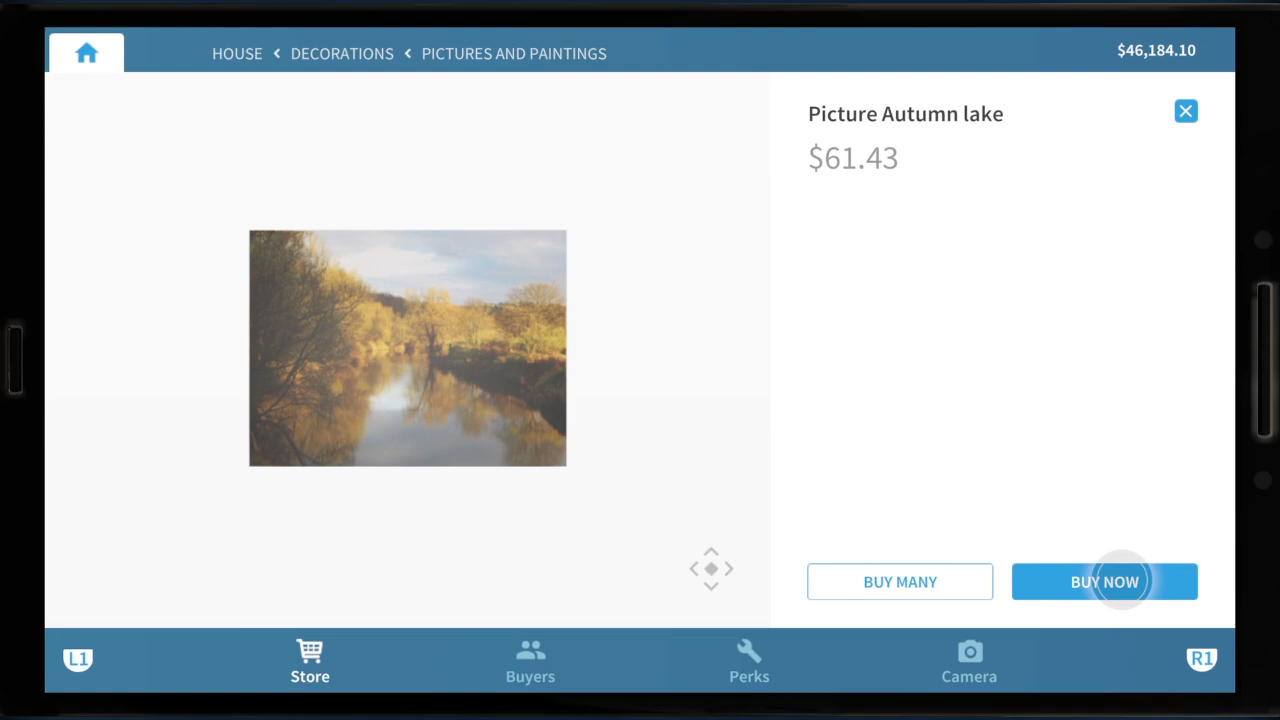 HOUSE DECORATIONS PICTURES AND PAINTINGS
$46,184.10
Picture Autumn lake
$61.43
BUY MANY
BUY NOW
L1
Store
Buyers
Perks
Camera
R1